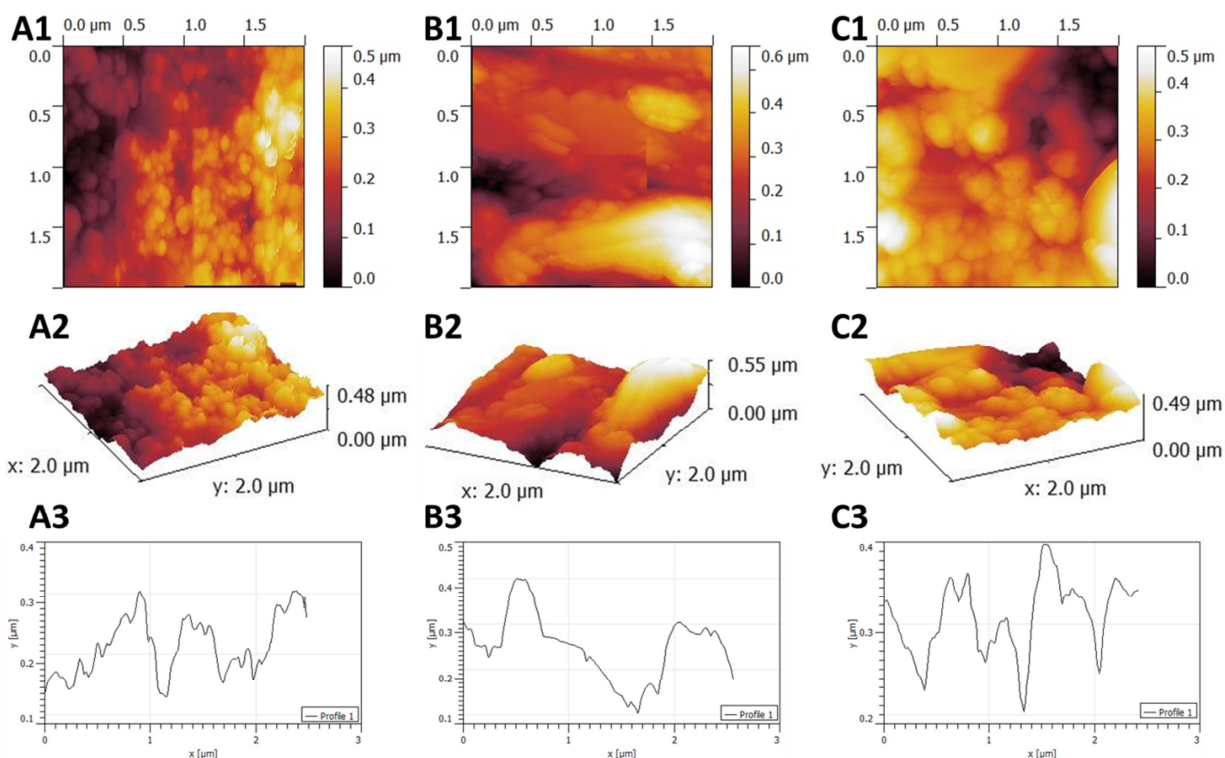 A1
0.0 µm 0.5 1.0 1.5
0.0
0.5
1.0
1.5
0.5 µm
0.4
0.3
0.2
0.1
0.0
B1
0.0 µm 0.5 1.0 1.5
0.0
0.5
1.0
1.5
0.6 µm
0.4
0.3
0.2
0.1
0.0
C1
0.0 µm 0.5 1.0 1.5
0.0
0.5
1.0
1.5
0.5 µm
0.4
0.3
0.2
0.1
0.0
A2
0.48 µm
0.00 µm
x: 2.0 µm
y: 2.0 µm
B2
0.55 µm
0.00 µm
x: 2.0 µm
y: 2.0 µm
C2
0.49 µm
0.00 µm
y: 2.0 µm
x: 2.0 µm
A3
0.4
0.3
0.2
0.1
y [µm]
0 1 2 3
x [µm]
Profile 1
B3
0.5
0.4
0.3
0.2
0.1
y [µm]
0 1 2 3
x [µm]
Profile 1
C3
0.4
0.3
0.2
y [µm]
0 1 2 3
x [µm]
Profile 1